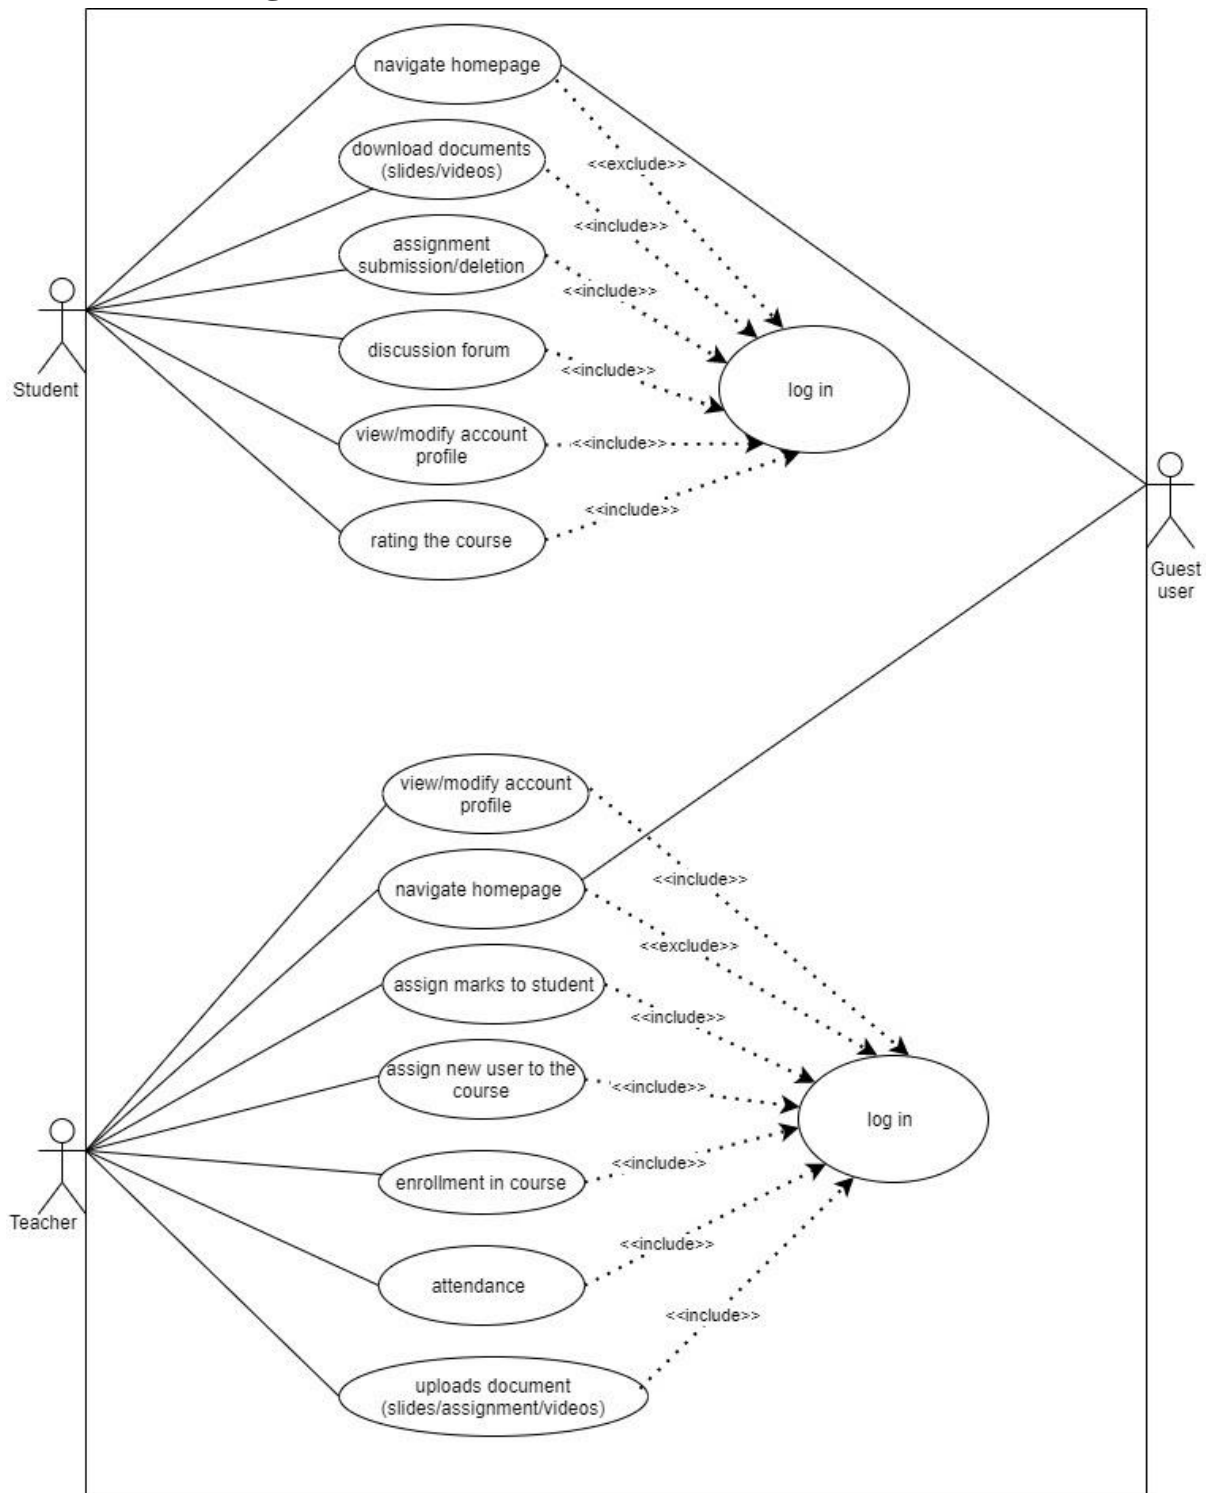 navigate homepage
download documents
(slides/videos)
<<exclude>>
<<include>>
assignment
submission/deletion
<<include>>
discussion forum
<<include>>
log in
Student
view/modify account
profile
<<include>>
rating the course
<<include>>
Guest
user
view/modify account
profile
<<include>>
navigate homepage
<<exclude>>
assign marks to student
<<include>>
assign new user to the
course
<<include>>
log in
enrollment in course
<<include>>
Teacher
attendance
<<include>>
<<include>>
uploads document
(slides/assignment/videos)